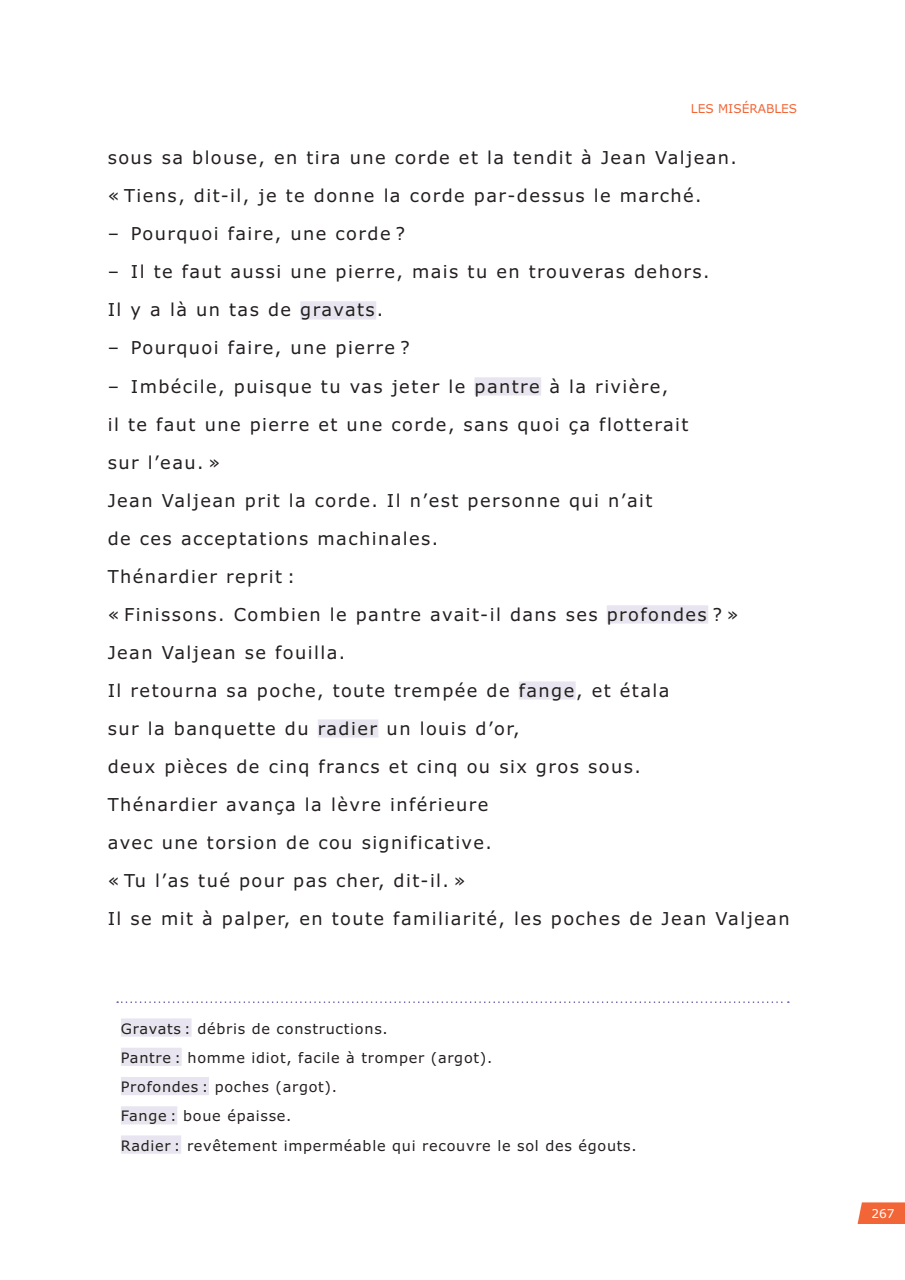 LES MISÉRABLES
sous sa blouse, en tira une corde et la tendit à Jean Valjean.
« Tiens, dit-il, je te donne la corde par-dessus le marché.
– Pourquoi faire, une corde ?
– Il te faut aussi une pierre, mais tu en trouveras dehors.
Il y a là un tas de gravats.
– Pourquoi faire, une pierre ?
– Imbécile, puisque tu vas jeter le pantre à la rivière,
il te faut une pierre et une corde, sans quoi ça flotterait
sur l’eau. »
Jean Valjean prit la corde. Il n’est personne qui n’ait
de ces acceptations machinales.
Thénardier reprit :
« Finissons. Combien le pantre avait-il dans ses profondes ? »
Jean Valjean se fouilla.
Il retourna sa poche, toute trempée de fange, et étala
sur la banquette du radier un louis d’or,
deux pièces de cinq francs et cinq ou six gros sous.
Thénardier avança la lèvre inférieure
avec une torsion de cou significative.
« Tu l’as tué pour pas cher, dit-il. »
Il se mit à palper, en toute familiarité, les poches de Jean Valjean
Gravats : débris de constructions.
Pantre : homme idiot, facile à tromper (argot).
Profondes : poches (argot).
Fange : boue épaisse.
Radier : revêtement imperméable qui recouvre le sol des égouts.
267